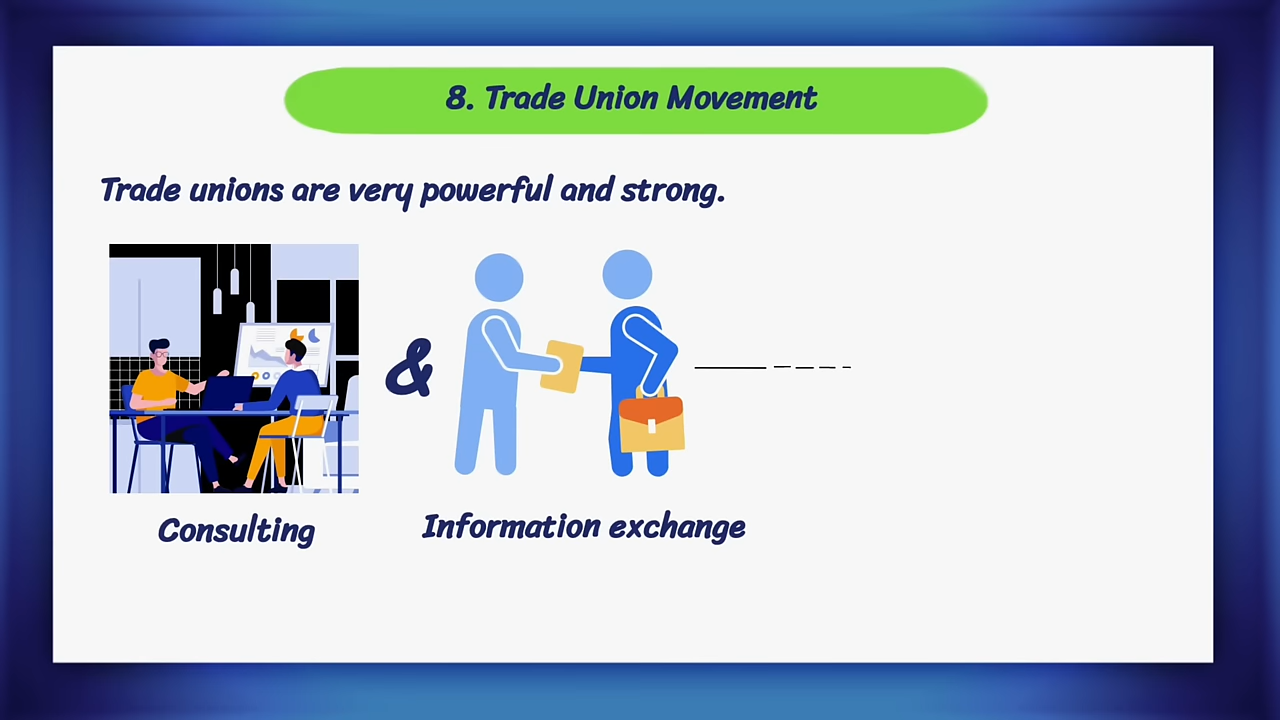 8. Trade Union Movement
Trade unions are very powerful and strong.
&
Consulting
Information exchange